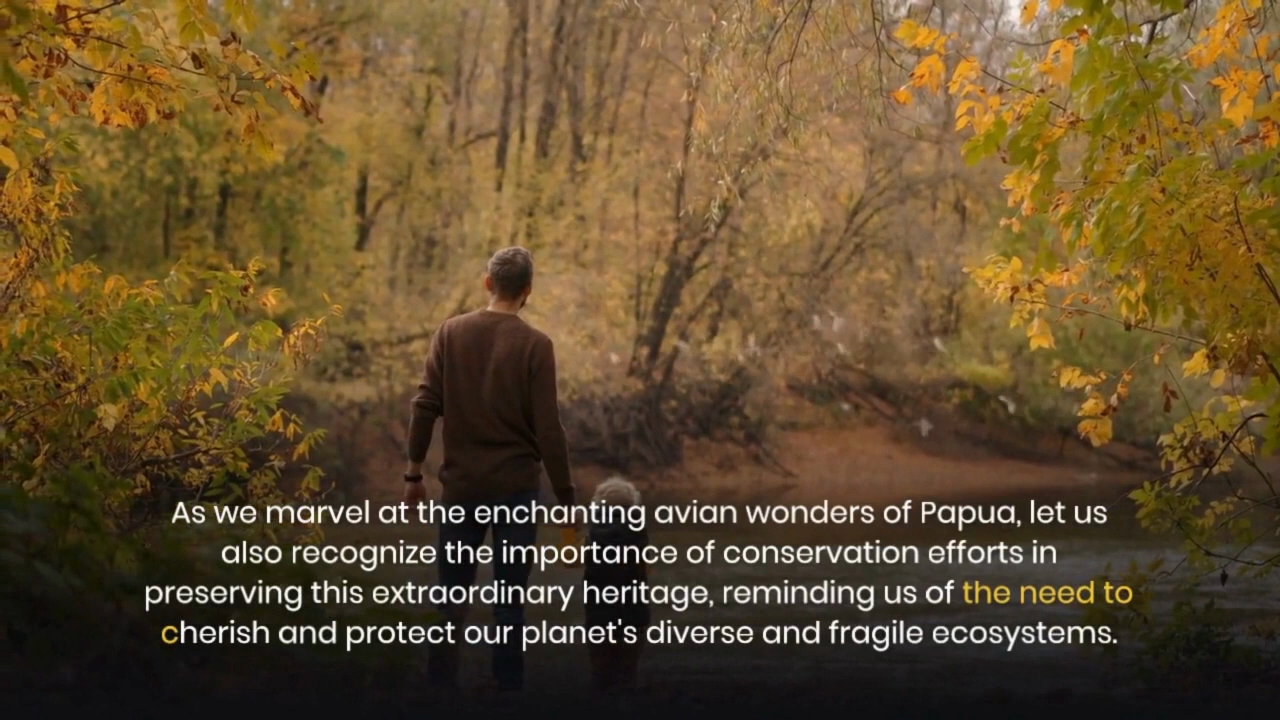 As we marvel at the enchanting avian wonders of Papua, let us
also recognize the importance of conservation efforts in
preserving this extraordinary heritage, reminding us of the need to
cherish and protect our planet's diverse and fragile ecosystems.